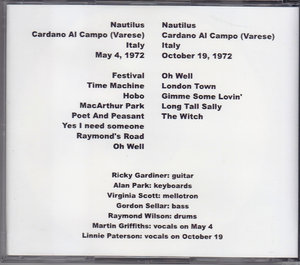 Nautilus
Cardano Al Campo (Varese)
Italy
May 4, 1972
Festival
Time Machine
Hobo
MacArthur Park
Poet And Peasant
Yes I need someone
Raymond's Road
Oh Well
Nautilus
Cardano Al Campo (Varese)
Italy
October 19, 1972
Oh Well
London Town
Gimme Some Lovin'
Long Tall Sally
The Witch
Ricky Gardiner: guitar
Alan Park: keyboards
Virginia Scott: mellotron
Gordon Sellar: bass
Raymond Wilson: drums
Martin Griffiths: vocals on May 4
Linnie Paterson: vocals on October 19